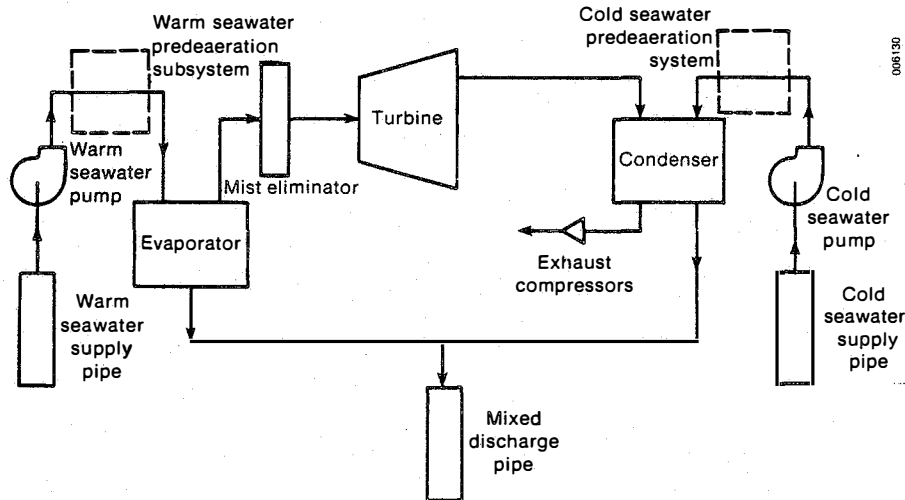 Warm seawater
predeaeration
subsystem
Cold seawater
predeaeration
system
006130
Turbine
Condenser
Warm
seawater
pump
Mist eliminator
Cold
seawater
pump
Evaporator
Exhaust
compressors
Warm
seawater
supply
pipe
Cold
seawater
supply
pipe
Mixed
discharge
pipe